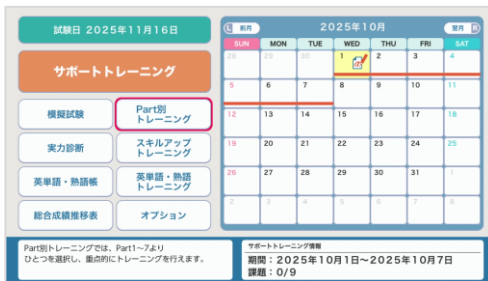 試験日 2025年11月16日
サポートトレーニング
模擬試験
Part別
トレーニング
実力診断
スキルアップ
トレーニング
英単語・熟語帳
英単語・熟語
トレーニング
総合成績推移表
オプション
L 前月
2025年10月
翌月 R
SUN MON TUE WED THU FRI SAT
28 29 30 1 2 3 4
5 6 7 8 9 10 11
12 13 14 15 16 17 18
19 20 21 22 23 24 25
26 27 28 29 30 31 1
2 3 4 5 6 7 8
Part別トレーニングでは、Part1~7より
ひとつを選択し、重点的にトレーニングを行えます。
サポートトレーニング情報
期間：2025年10月1日~2025年10月7日
課題：0/9